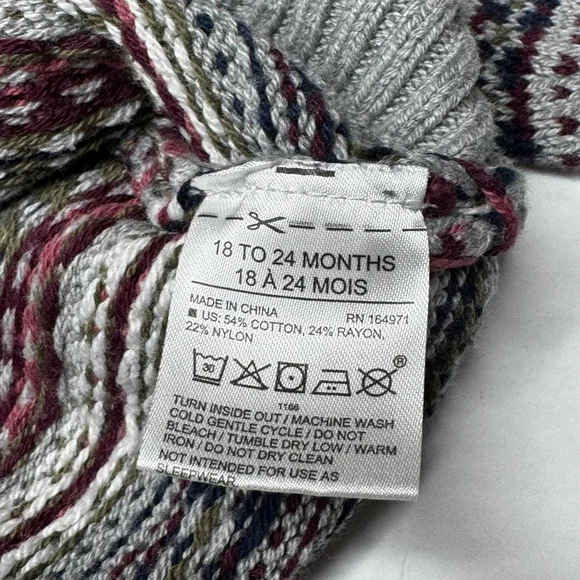 18 TO 24 MONTHS
18 À 24 MOIS
MADE IN CHINA RN 164971
US: 54% COTTON, 24% RAYON,
22% NYLON
30 ®
1166
TURN INSIDE OUT / MACHINE WASH
COLD GENTLE CYCLE / DO NOT
BLEACH / TUMBLE DRY LOW / WARM
IRON / DO NOT DRY CLEAN
NOT INTENDED FOR USE AS
SLEEPWEAR